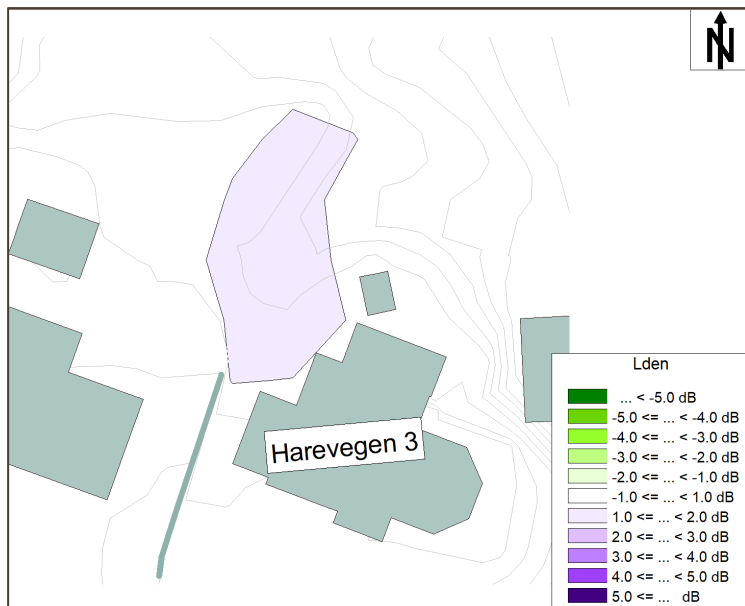 N
Harevegen 3
Lden
... < -5.0 dB
-5.0 <= ... < -4.0 dB
-4.0 <= ... < -3.0 dB
-3.0 <= ... < -2.0 dB
-2.0 <= ... < -1.0 dB
-1.0 <= ... < 1.0 dB
1.0 <= ... < 2.0 dB
2.0 <= ... < 3.0 dB
3.0 <= ... < 4.0 dB
4.0 <= ... < 5.0 dB
5.0 <= ... dB